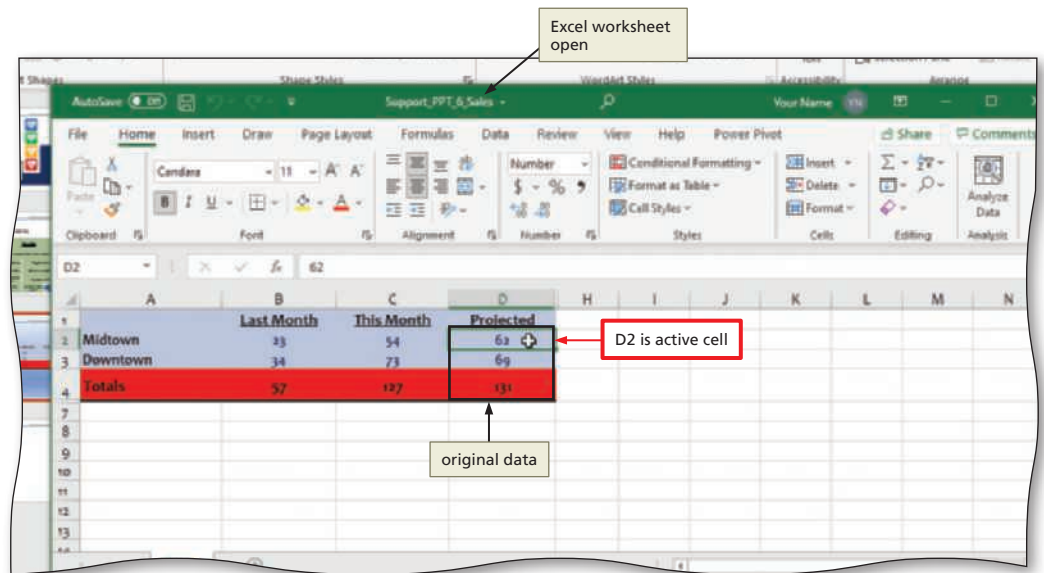 Excel worksheet
open
Shape Styles
WordArt Styles
Accessibility
Arrange
AutoSave
Support_PPT_6_Sales
Your Name
YN
File Home Insert Draw Page Layout Formulas Data Review View Help Power Pivot Share Comments
Candara 11 Number Conditional Formatting Insert
Paste B I U $ % Format as Table Delete Analyze
Cell Styles Format Data
Clipboard Font Alignment Number Styles Cells Editing Analysis
D2 fx 62
A B C D H I J K L M N
1 Last Month This Month Projected
2 Midtown 23 54 62
D2 is active cell
3 Downtown 34 73 69
4 Totals 57 127 131
7
8
9
original data
10
11
12
13